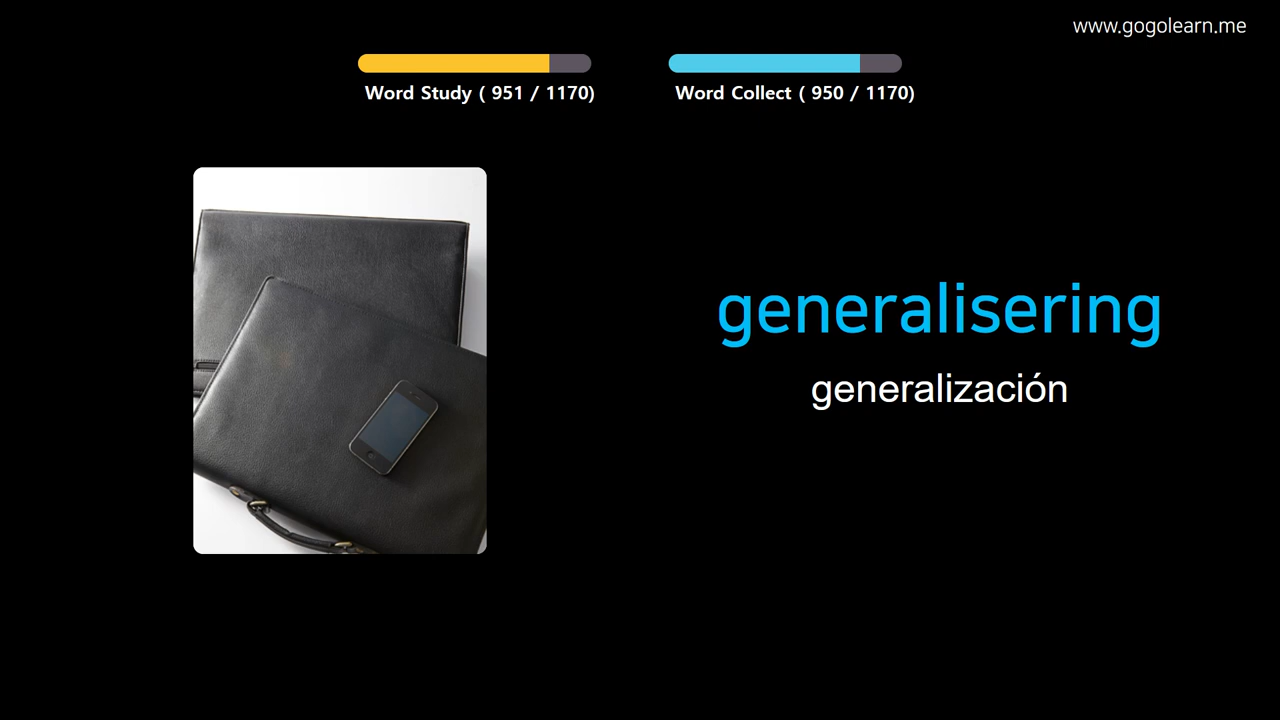 www.gogolearn.me
Word Study ( 951 / 1170)
Word Collect ( 950 / 1170)
generalisering
generalización